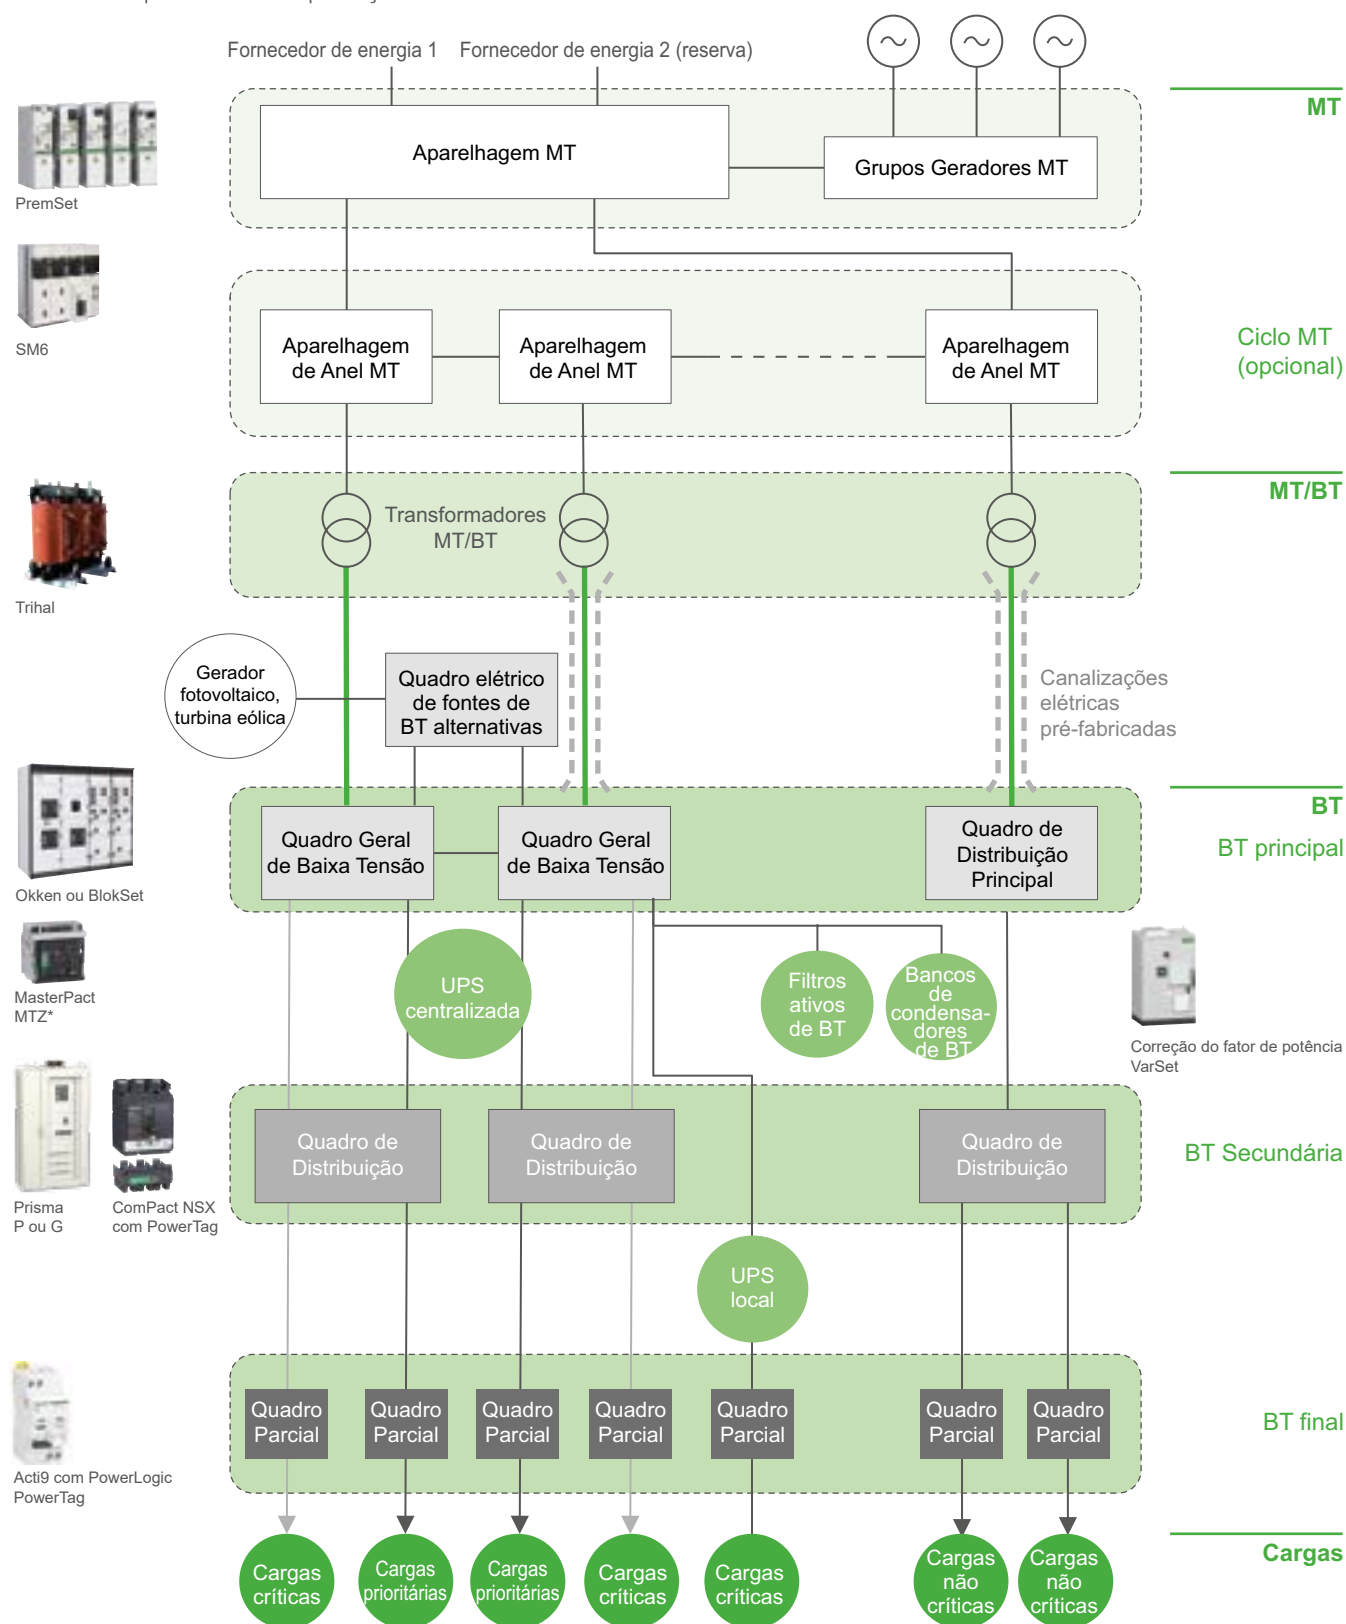 Fornecedor de energia 1
Fornecedor de energia 2 (reserva)
MT
Aparelhagem MT
Grupos Geradores MT
PremSet
SM6
Aparelhagem
de Anel MT
Aparelhagem
de Anel MT
Aparelhagem
de Anel MT
Ciclo MT
(opcional)
MT/BT
Transformadores
MT/BT
Trihal
Gerador
fotovoltaico,
turbina eólica
Quadro elétrico
de fontes de
BT alternativas
Canalizações
elétricas
pré-fabricadas
BT
BT principal
Quadro Geral
de Baixa Tensão
Quadro Geral
de Baixa Tensão
Quadro de
Distribuição
Principal
Okken ou BlokSet
MasterPact
MTZ*
UPS
centralizada
Filtros
ativos
de BT
Bancos
de
condensa-
dores
de BT
Correção do fator de potência
VarSet
Prisma
P ou G
ComPact NSX
com PowerTag
Quadro de
Distribuição
Quadro de
Distribuição
Quadro de
Distribuição
BT Secundária
UPS
local
Quadro
Parcial
Quadro
Parcial
Quadro
Parcial
Quadro
Parcial
Quadro
Parcial
Quadro
Parcial
Quadro
Parcial
BT final
Acti9 com PowerLogic
PowerTag
Cargas
críticas
Cargas
prioritárias
Cargas
prioritárias
Cargas
críticas
Cargas
críticas
Cargas
não
críticas
Cargas
não
críticas
Cargas